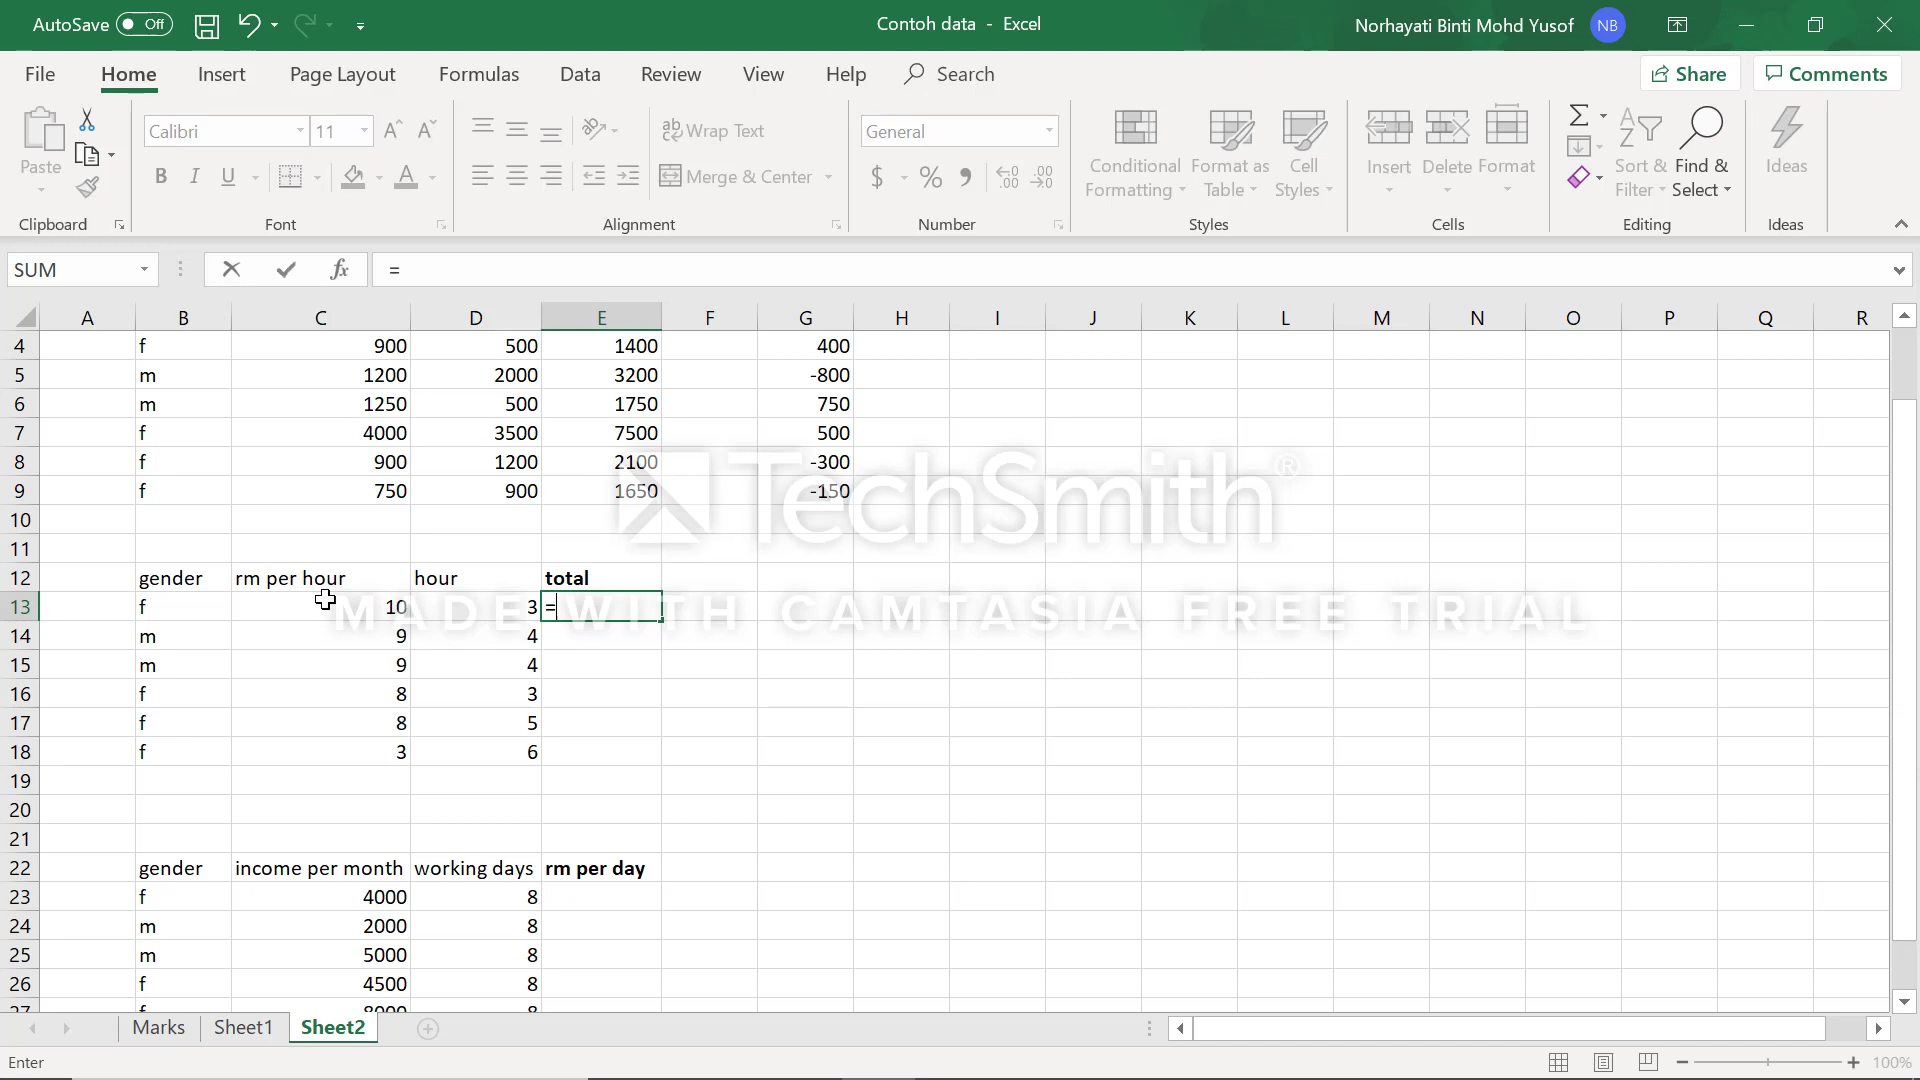 AutoSave Off Contoh data - Excel Norhayati Binti Mohd Yusof NB
File Home Insert Page Layout Formulas Data Review View Help Search Share Comments
Paste Calibri 11 B I U A ab Wrap Text Merge & Center General $ % , Conditional Formatting Format as Table Cell Styles Insert Delete Format Sort & Filter Find & Select Ideas
Clipboard Font Alignment Number Styles Cells Editing Ideas
SUM fx =
A B C D E F G H I J K L M N O P Q R
4 f 900 500 1400 400
5 m 1200 2000 3200 -800
6 m 1250 500 1750 750
7 f 4000 3500 7500 500
8 f 900 1200 2100 -300
9 f 750 900 1650 -150
TechSmith®
10
11
12 gender rm per hour hour total
13 f 10 3 =
MADE WITH CAMTASIA FREE TRIAL
14 m 9 4
15 m 9 4
16 f 8 3
17 f 8 5
18 f 3 6
19
20
21
22 gender income per month working days rm per day
23 f 4000 8
24 m 2000 8
25 m 5000 8
26 f 4500 8
27 f 8000 8
Marks Sheet1 Sheet2
Enter 100%